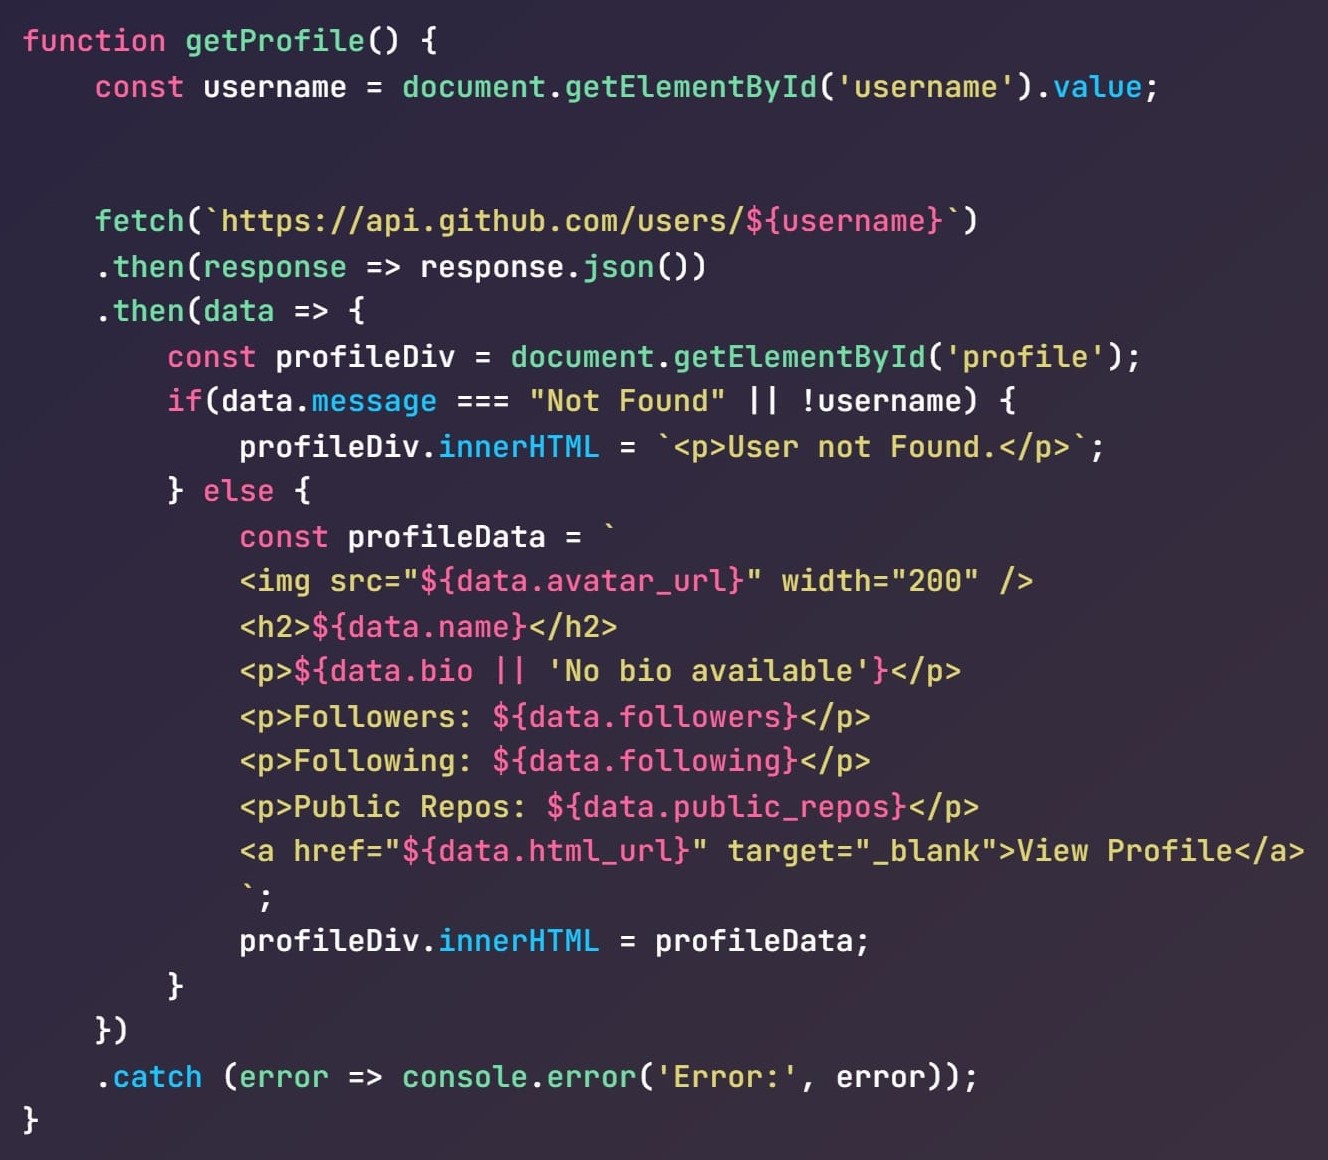 function getProfile() {
    const username = document.getElementById('username').value;


    fetch(`https://api.github.com/users/${username}`)
    .then(response => response.json())
    .then(data => {
        const profileDiv = document.getElementById('profile');
        if(data.message === "Not Found" || !username) {
            profileDiv.innerHTML = `<p>User not Found.</p>`;
        } else {
            const profileData = `
            <img src="${data.avatar_url}" width="200" />
            <h2>${data.name}</h2>
            <p>${data.bio || 'No bio available'}</p>
            <p>Followers: ${data.followers}</p>
            <p>Following: ${data.following}</p>
            <p>Public Repos: ${data.public_repos}</p>
            <a href="${data.html_url}" target="_blank">View Profile</a>
            `;
            profileDiv.innerHTML = profileData;
        }
    })
    .catch (error => console.error('Error:', error));
}